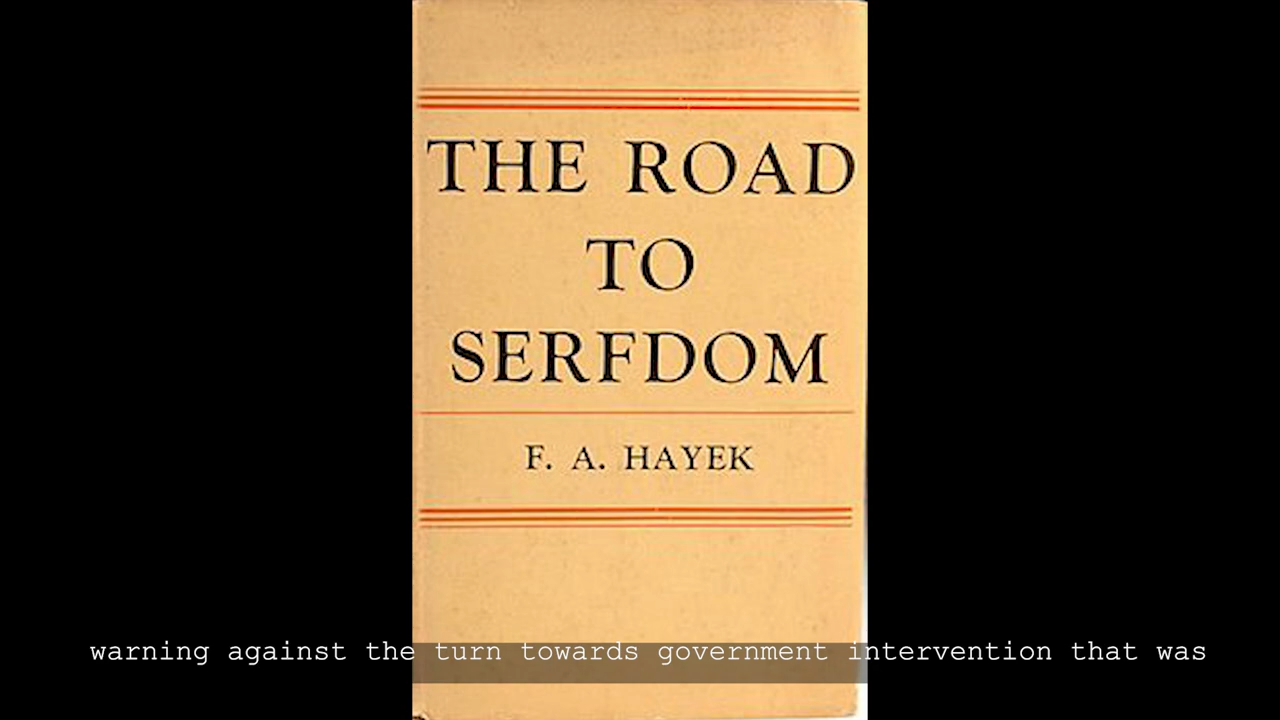 THE ROAD
TO
SERFDOM
F. A. HAYEK
warning against the turn towards government intervention that was